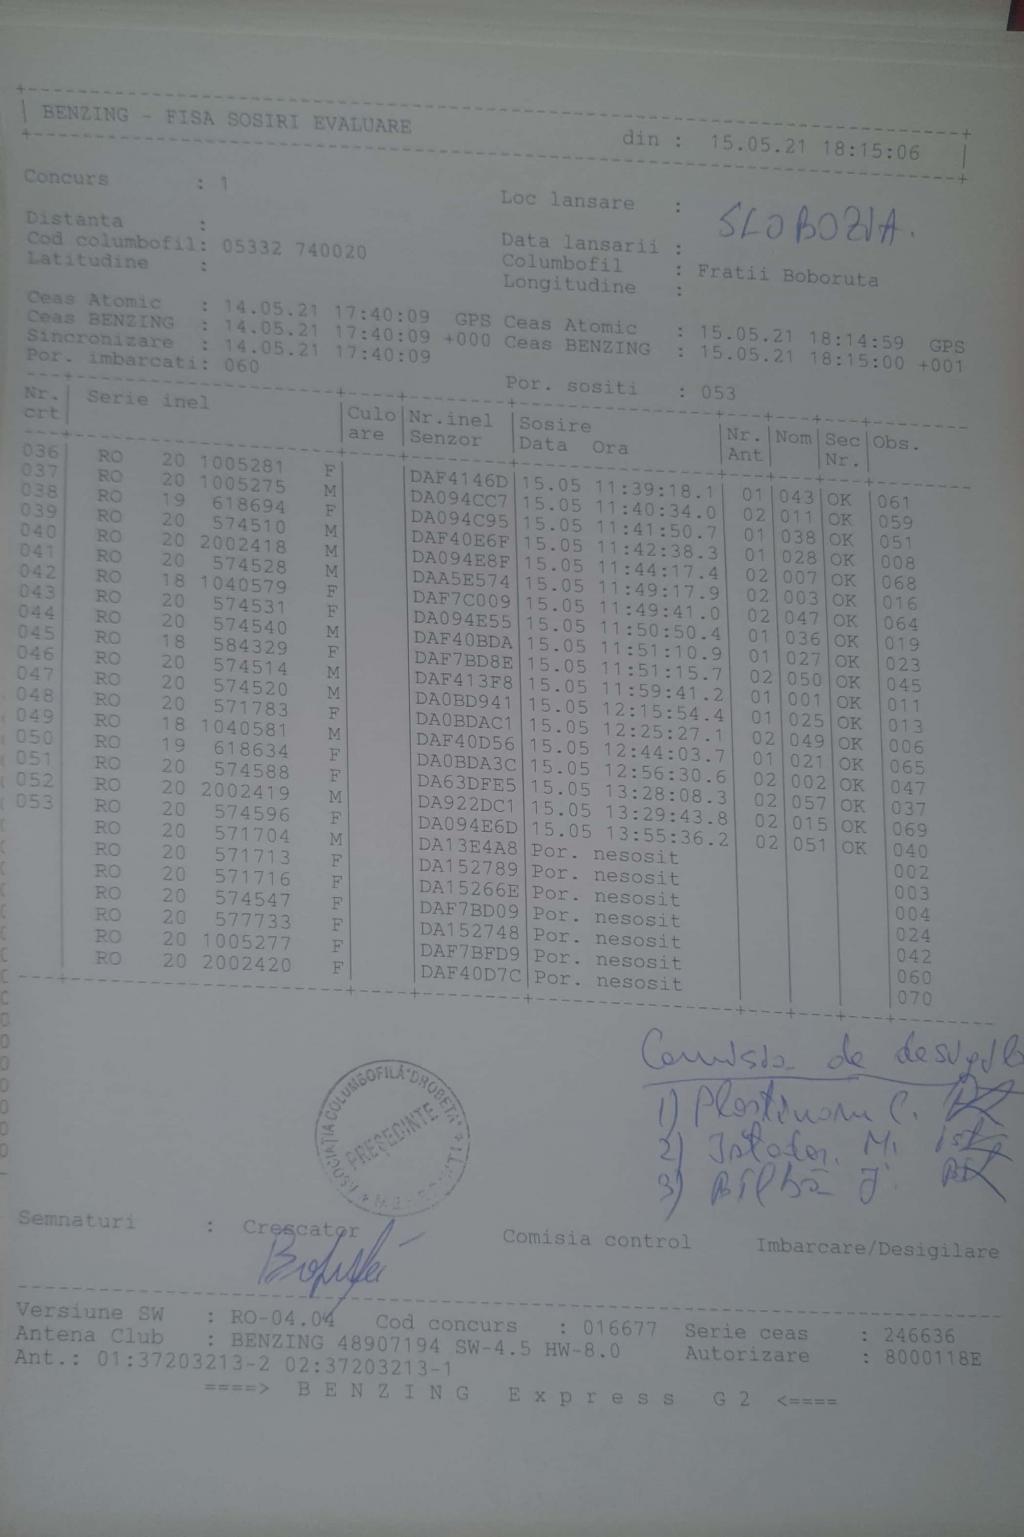 BENZING - FISA SOSIRI EVALUARE din : 15.05.21 18:15:06
Concurs : 1 Loc lansare : SLOBOZIA.
Distanta : Data lansarii :
Cod columbofil: 05332 740020 Columbofil : Fratii Boboruta
Latitudine : Longitudine :
Ceas Atomic : 14.05.21 17:40:09 GPS Ceas Atomic : 15.05.21 18:14:59 GPS
Ceas BENZING : 14.05.21 17:40:09 +000 Ceas BENZING : 15.05.21 18:15:00 +001
Sincronizare : 14.05.21 17:40:09
Por. imbarcati: 060 Por. sositi : 053
Nr. Serie inel Culo Nr.inel Sosire Nr. Nom Sec Obs.
crt are Senzor Data Ora Ant Nr.
036 RO 20 1005281 F DAF4146D 15.05 11:39:18.1 01 043 OK 061
037 RO 20 1005275 M DA094CC7 15.05 11:40:34.0 02 011 OK 059
038 RO 19 618694 F DA094C95 15.05 11:41:50.7 01 038 OK 051
039 RO 20 574510 M DAF40E6F 15.05 11:42:38.3 01 028 OK 008
040 RO 20 2002418 M DA094E8F 15.05 11:44:17.4 02 007 OK 068
041 RO 20 574528 M DAA5E574 15.05 11:49:17.9 02 003 OK 016
042 RO 18 1040579 F DAF7C009 15.05 11:49:41.0 02 047 OK 064
043 RO 20 574531 F DA094E55 15.05 11:50:50.4 01 036 OK 019
044 RO 20 574540 M DAF40BDA 15.05 11:51:10.9 01 027 OK 023
045 RO 18 584329 F DAF7BD8E 15.05 11:51:15.7 02 050 OK 045
046 RO 20 574514 M DAF413F8 15.05 11:59:41.2 01 001 OK 011
047 RO 20 574520 M DA0BD941 15.05 12:15:54.4 01 025 OK 013
048 RO 20 571783 F DA0BDAC1 15.05 12:25:27.1 02 049 OK 006
049 RO 18 1040581 M DAF40D56 15.05 12:44:03.7 01 021 OK 065
050 RO 19 618634 F DA0BDA3C 15.05 12:56:30.6 02 002 OK 047
051 RO 20 574588 F DA63DFE5 15.05 13:28:08.3 02 057 OK 037
052 RO 20 2002419 M DA922DC1 15.05 13:29:43.8 02 015 OK 069
053 RO 20 574596 F DA094E6D 15.05 13:55:36.2 02 051 OK 040
RO 20 571704 M DA13E4A8 Por. nesosit 002
RO 20 571713 F DA152789 Por. nesosit 003
RO 20 571716 F DA15266E Por. nesosit 004
RO 20 574547 F DAF7BD09 Por. nesosit 024
RO 20 577733 F DA152748 Por. nesosit 042
RO 20 1005277 F DAF7BFD9 Por. nesosit 060
RO 20 2002420 F DAF40D7C Por. nesosit 070
Comisia de
1) C.
2) Istodor. M.
3) J.
ASOCIAȚIA COLUMBOFILĂ "DROBETA"
PREȘEDINTE
Semnaturi : Crescator Comisia control Imbarcare/Desigilare
Versiune SW : RO-04.04 Cod concurs : 016677 Serie ceas : 246636
Antena Club : BENZING 48907194 SW-4.5 HW-8.0 Autorizare : 8000118E
Ant.: 01:37203213-2 02:37203213-1
====> B E N Z I N G E x p r e s s G 2 <====